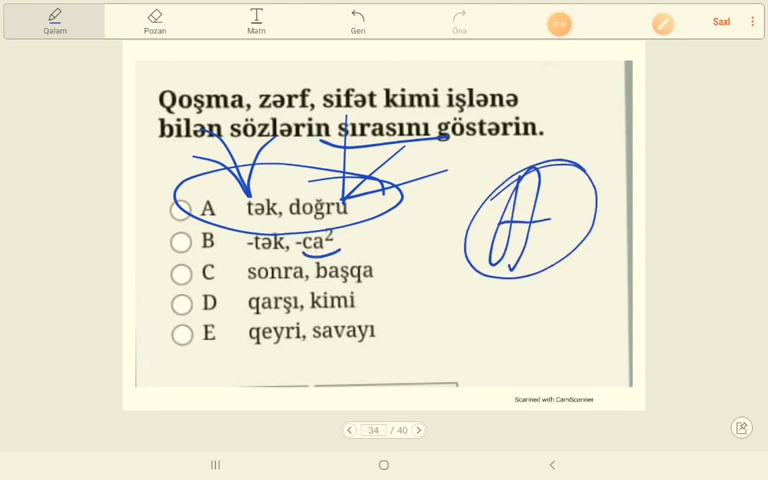 Qələm
Pozan
Mətn
Geri
Önə
Saxl
Qoşma, zərf, sifət kimi işlənə
bilən sözlərin sırasını göstərin.
A tək, doğru
A
B -tək, -ca²
C sonra, başqa
D qarşı, kimi
E qeyri, savayı
Scanned with CamScanner
34 / 40